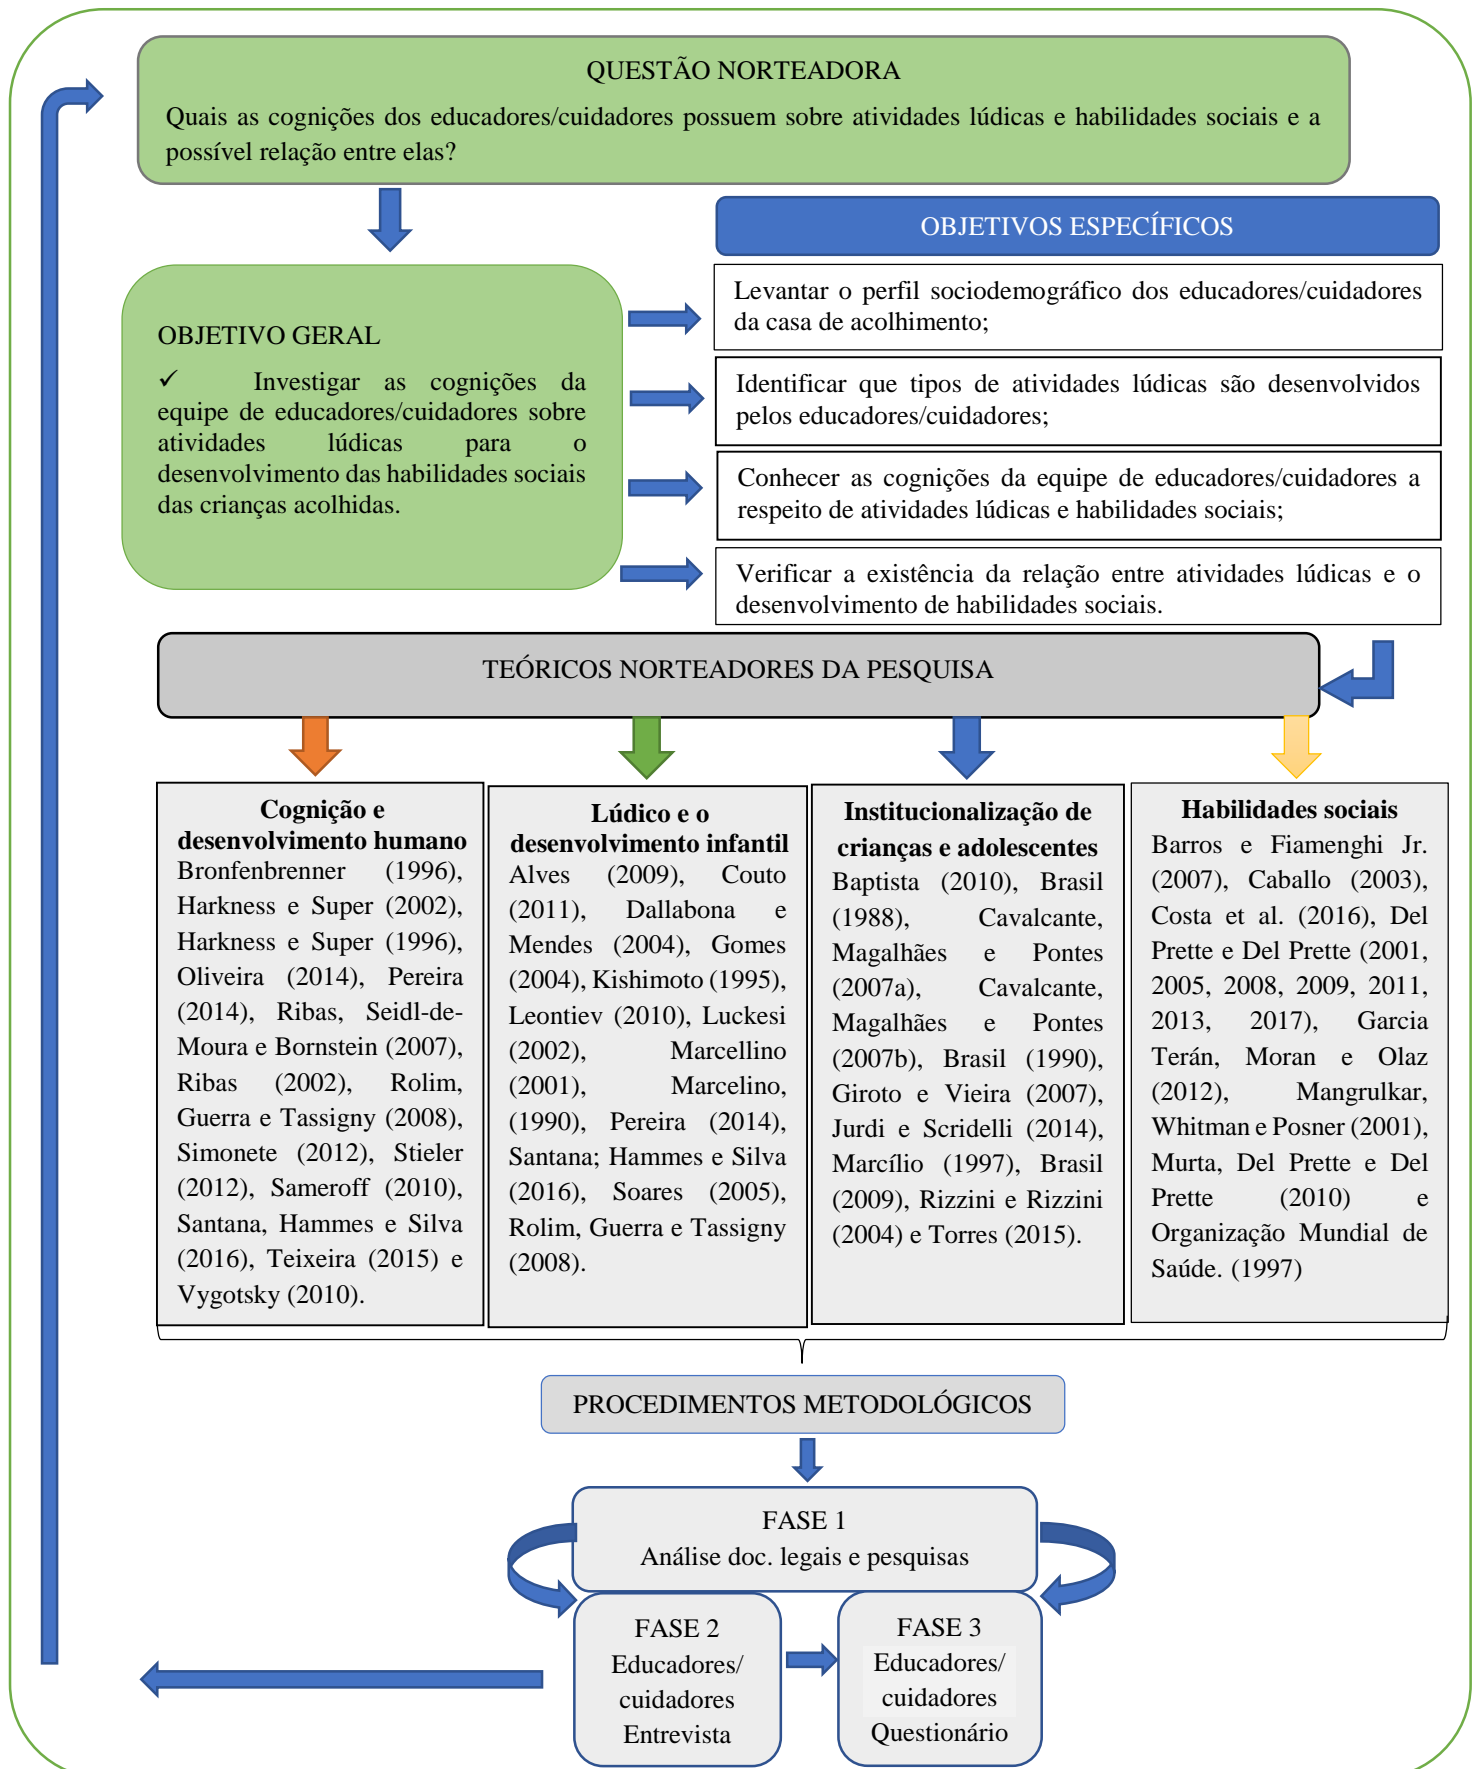 QUESTÃO NORTEADORA
Quais as cognições dos educadores/cuidadores possuem sobre atividades lúdicas e habilidades sociais e a
possível relação entre elas?
OBJETIVO GERAL
✓ Investigar as cognições da
equipe de educadores/cuidadores sobre
atividades lúdicas para o
desenvolvimento das habilidades sociais
das crianças acolhidas.
OBJETIVOS ESPECÍFICOS
Levantar o perfil sociodemográfico dos educadores/cuidadores
da casa de acolhimento;
Identificar que tipos de atividades lúdicas são desenvolvidos
pelos educadores/cuidadores;
Conhecer as cognições da equipe de educadores/cuidadores a
respeito de atividades lúdicas e habilidades sociais;
Verificar a existência da relação entre atividades lúdicas e o
desenvolvimento de habilidades sociais.
TEÓRICOS NORTEADORES DA PESQUISA
Cognição e
desenvolvimento humano
Bronfenbrenner (1996),
Harkness e Super (2002),
Harkness e Super (1996),
Oliveira (2014), Pereira
(2014), Ribas, Seidl-de-
Moura e Bornstein (2007),
Ribas (2002), Rolim,
Guerra e Tassigny (2008),
Simonete (2012), Stieler
(2012), Sameroff (2010),
Santana, Hammes e Silva
(2016), Teixeira (2015) e
Vygotsky (2010).
Lúdico e o
desenvolvimento infantil
Alves (2009), Couto
(2011), Dallabona e
Mendes (2004), Gomes
(2004), Kishimoto (1995),
Leontiev (2010), Luckesi
(2002), Marcellino
(2001), Marcelino,
(1990), Pereira (2014),
Santana; Hammes e Silva
(2016), Soares (2005),
Rolim, Guerra e Tassigny
(2008).
Institucionalização de
crianças e adolescentes
Baptista (2010), Brasil
(1988), Cavalcante,
Magalhães e Pontes
(2007a), Cavalcante,
Magalhães e Pontes
(2007b), Brasil (1990),
Giroto e Vieira (2007),
Jurdi e Scridelli (2014),
Marcílio (1997), Brasil
(2009), Rizzini e Rizzini
(2004) e Torres (2015).
Habilidades sociais
Barros e Fiamenghi Jr.
(2007), Caballo (2003),
Costa et al. (2016), Del
Prette e Del Prette (2001,
2005, 2008, 2009, 2011,
2013, 2017), Garcia
Terán, Moran e Olaz
(2012), Mangrulkar,
Whitman e Posner (2001),
Murta, Del Prette e Del
Prette (2010) e
Organização Mundial de
Saúde. (1997)
PROCEDIMENTOS METODOLÓGICOS
FASE 1
Análise doc. legais e pesquisas
FASE 2
Educadores/
cuidadores
Entrevista
FASE 3
Educadores/
cuidadores
Questionário